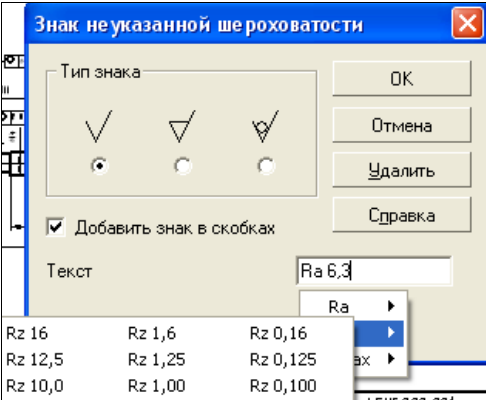 Знак неуказанной шероховатости
Тип знака
OK
Отмена
Удалить
Справка
Добавить знак в скобках
Текст
Ra 6,3
Ra
Rz 16 Rz 1,6 Rz 0,16
Rz 12,5 Rz 1,25 Rz 0,125
ax
Rz 10,0 Rz 1,00 Rz 0,100